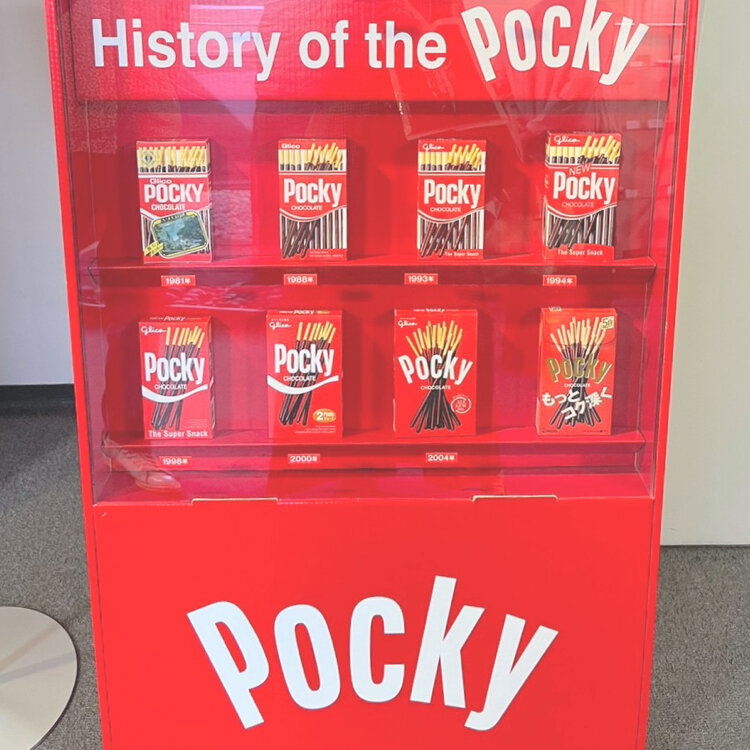 History of the Pocky
Glico
POCKY
CHOCOLATE
Glico
Pocky
CHOCOLATE
Glico
Pocky
CHOCOLATE
The Super Snack
Glico
NEW
Pocky
CHOCOLATE
The Super Snack
1981年
1988年
1993年
1994年
Glico
Pocky
CHOCOLATE
The Super Snack
Pocky
Glico
Pocky
CHOCOLATE
2
Glico
POCKY
CHOCOLATE
POCKY
もっと
コク深く
1998年
2000年
2004年
Pocky